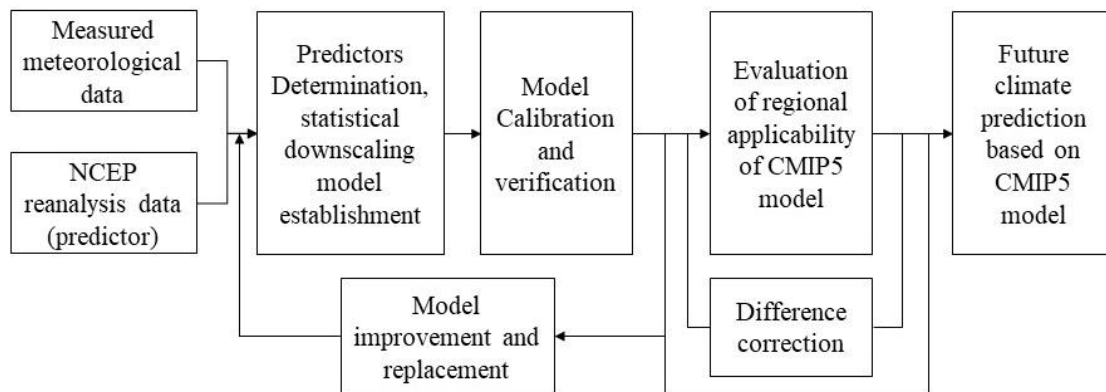 Measured
meteorological
data
NCEP
reanalysis data
(predictor)
Predictors
Determination,
statistical
downscaling
model
establishment
Model
Calibration
and
verification
Evaluation
of regional
applicability
of CMIP5
model
Future
climate
prediction
based on
CMIP5
model
Model
improvement and
replacement
Difference
correction